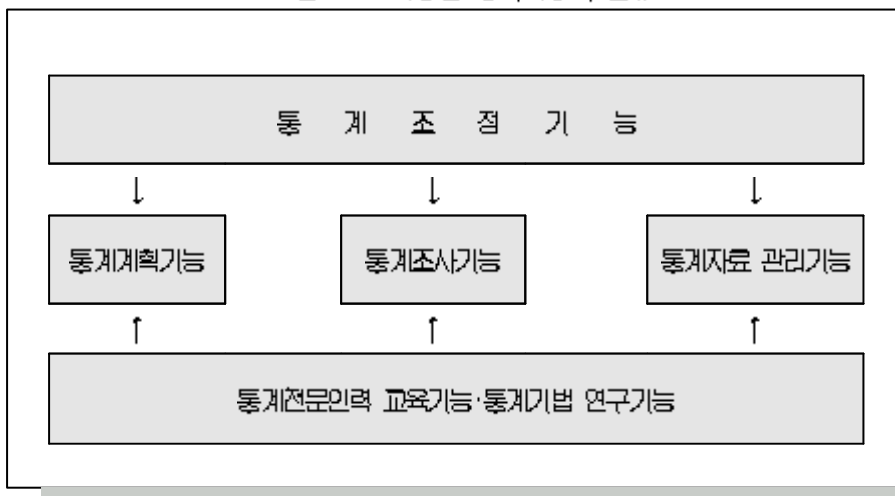 통 계 조 정 기 능
↓ ↓ ↓
통계계획기능 통계조사기능 통계자료 관리기능
↑ ↑ ↑
통계전문인력 교육기능·통계기법 연구기능